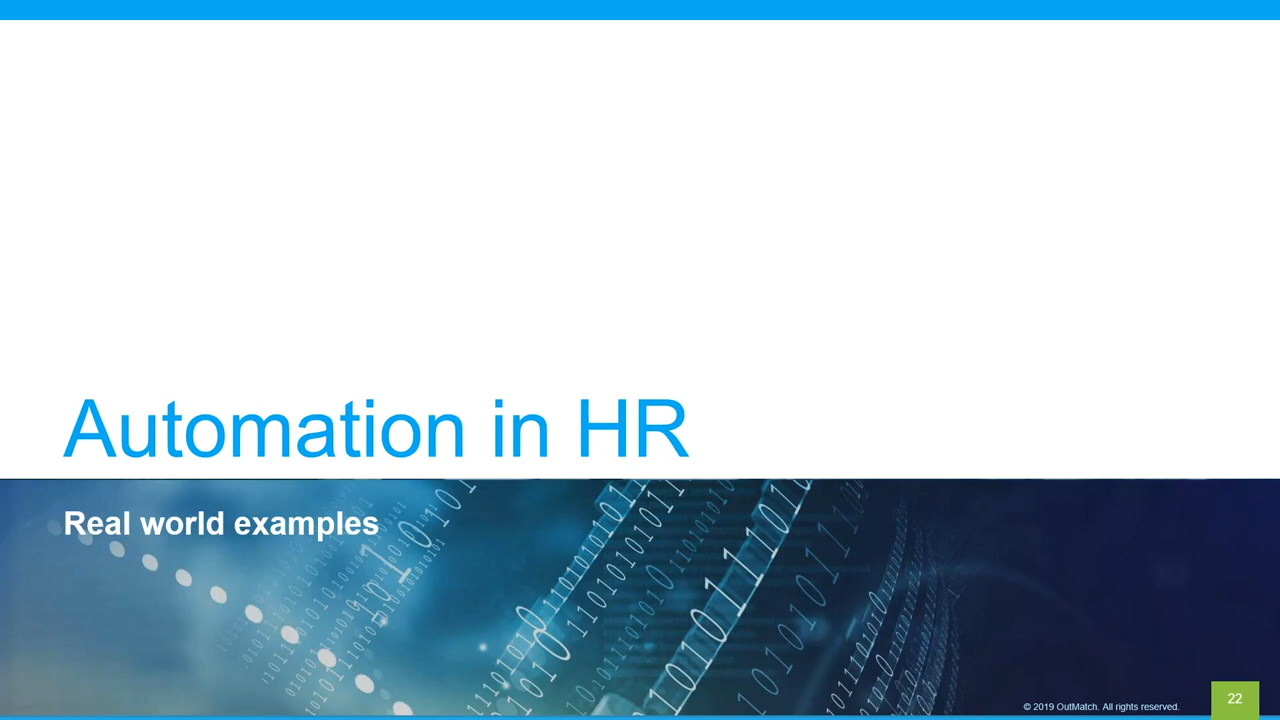 Automation in HR
Real world examples
© 2019 OutMatch. All rights reserved.
22